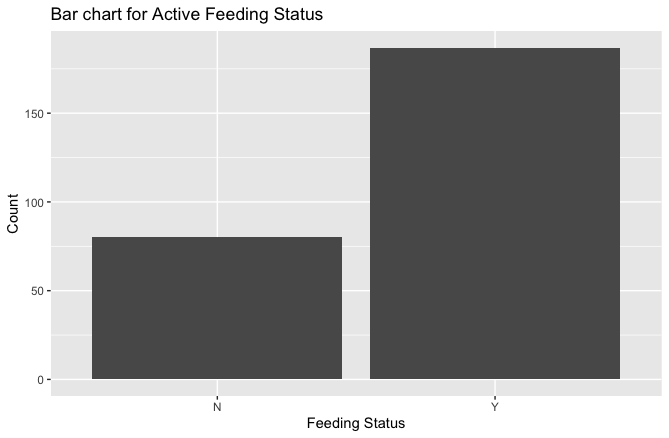 Bar chart for Active Feeding Status
150
100
50
0
Count
N
Y
Feeding Status